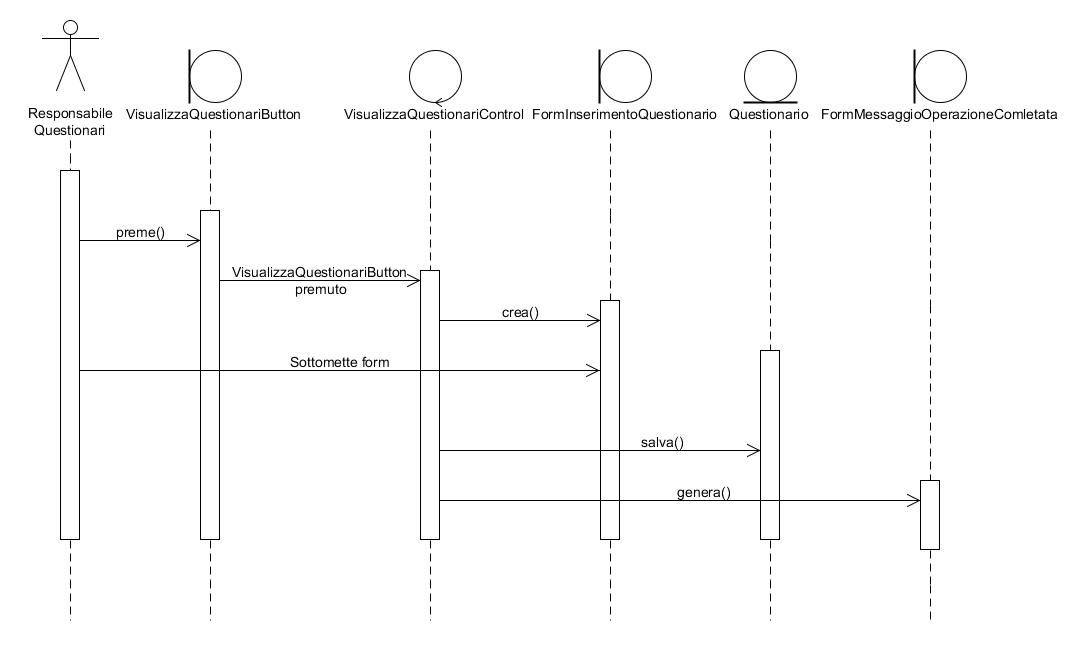 Responsabile
Questionari
VisualizzaQuestionariButton
VisualizzaQuestionariControl
FormInserimentoQuestionario
Questionario
FormMessaggioOperazioneComletata
preme()
VisualizzaQuestionariButton
premuto
crea()
Sottomette form
salva()
genera()